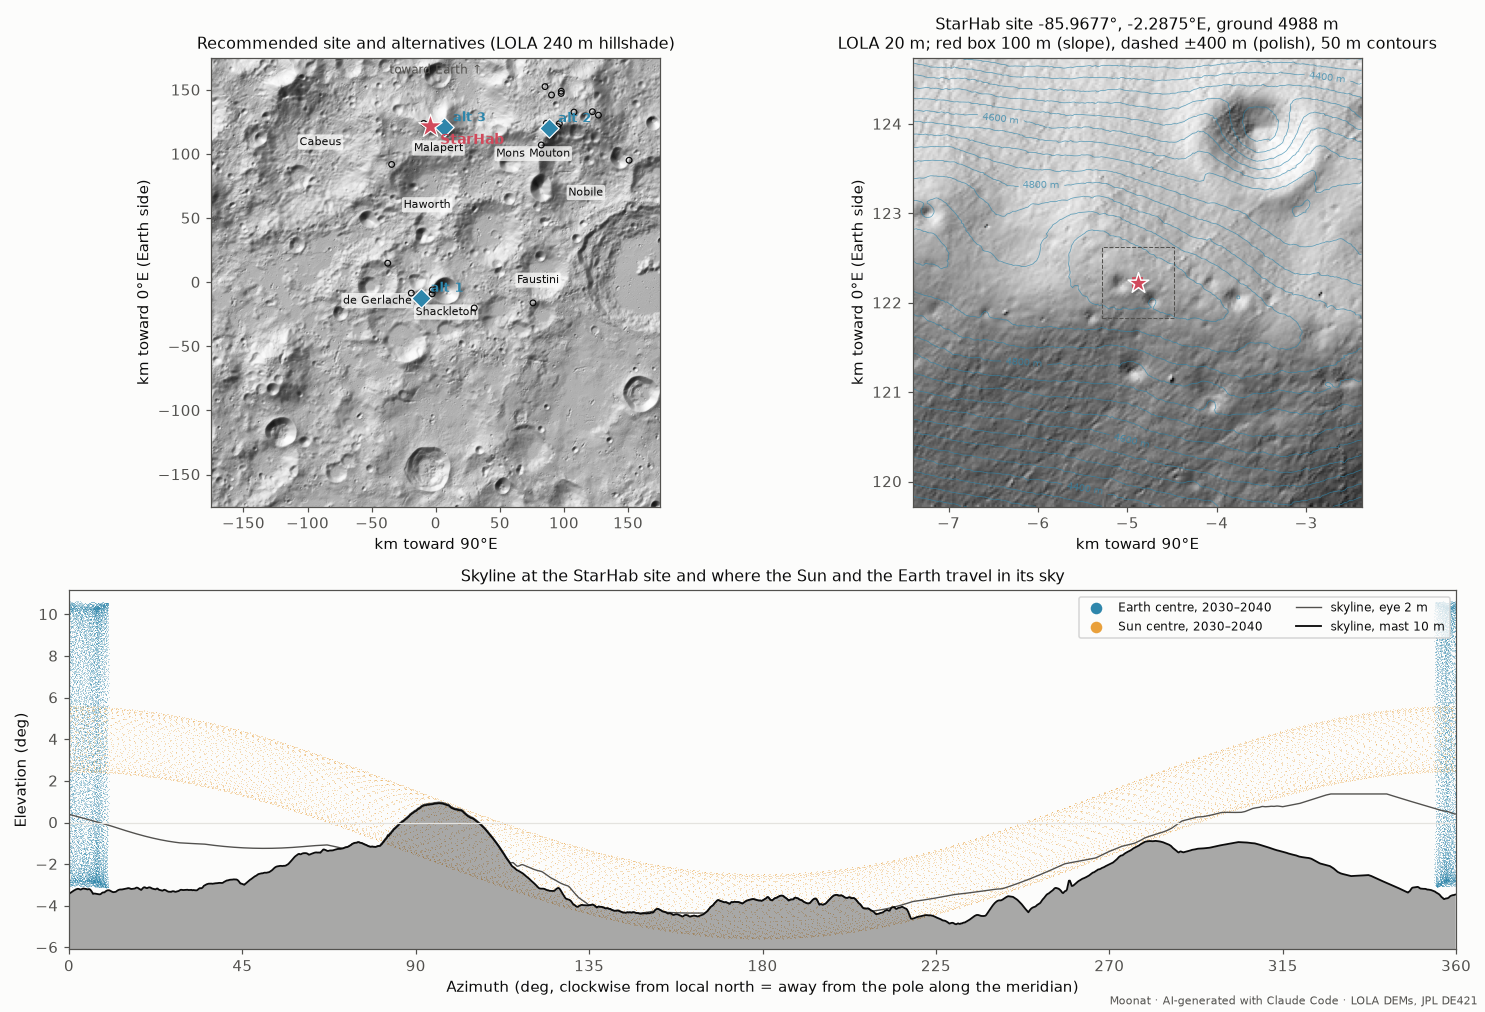 Recommended site and alternatives (LOLA 240 m hillshade)
toward Earth ↑
alt 3
alt 2
StarHab
Cabeus
Malapert
Mons Mouton
Nobile
Haworth
Faustini
alt 1
de Gerlache
Shackleton
150
100
50
0
−50
−100
−150
−150
−100
−50
0
50
100
150
km toward 0°E (Earth side)
km toward 90°E
StarHab site -85.9677°, -2.2875°E, ground 4988 m
LOLA 20 m; red box 100 m (slope), dashed ±400 m (polish), 50 m contours
4400 m
4600 m
4800 m
124
123
122
121
120
−7
−6
−5
−4
−3
km toward 0°E (Earth side)
km toward 90°E
Skyline at the StarHab site and where the Sun and the Earth travel in its sky
Earth centre, 2030–2040
Sun centre, 2030–2040
skyline, eye 2 m
skyline, mast 10 m
10
8
6
4
2
0
−2
−4
−6
Elevation (deg)
0
45
90
135
180
225
270
315
360
Azimuth (deg, clockwise from local north = away from the pole along the meridian)
Moonat · AI-generated with Claude Code · LOLA DEMs, JPL DE421